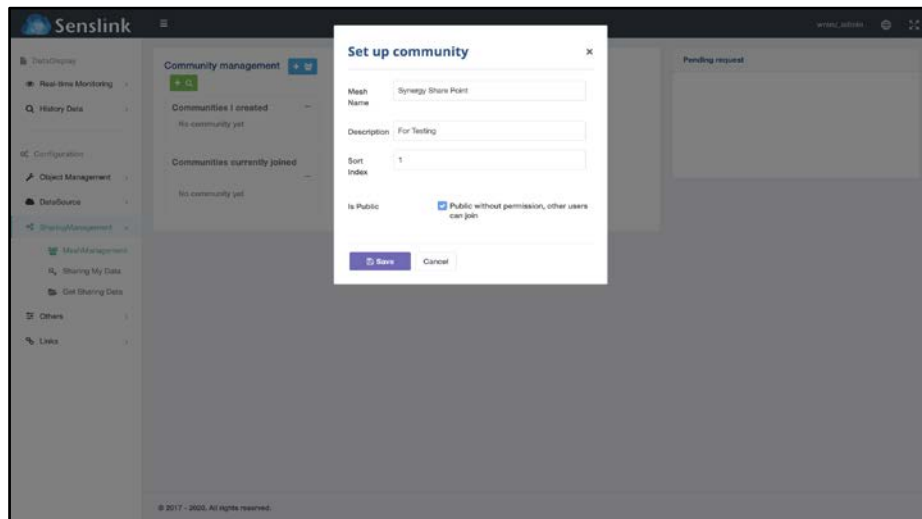 Senslink
wrmz_admin
DataDisplay
Real-time Monitoring
History Data
Configuration
Object Management
DataSource
SharingManagement
MeshManagement
Sharing My Data
Get Sharing Data
Others
Links
Community management
Communities I created
No community yet
Communities currently joined
No community yet
Set up community
×
Mesh
Name
Synergy Share Point
Description
For Testing
Sort
Index
1
Is Public
Public without permission, other users
can join
Save
Cancel
Pending request
© 2017 - 2020, All rights reserved.